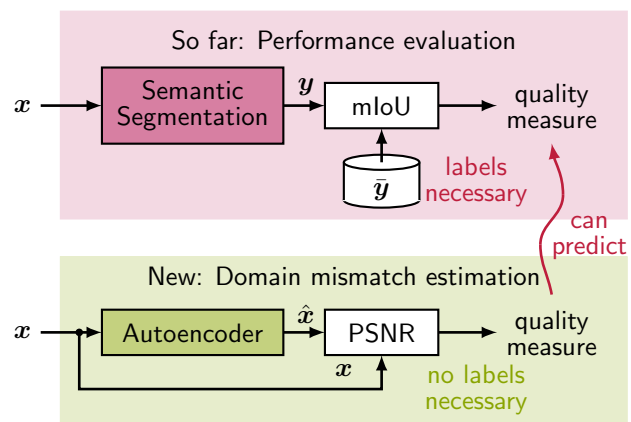 So far: Performance evaluation
x
Semantic
Segmentation
y
mIoU
quality
measure
ȳ
labels
necessary
can
predict
New: Domain mismatch estimation
x
Autoencoder
x̂
PSNR
quality
measure
x
no labels
necessary